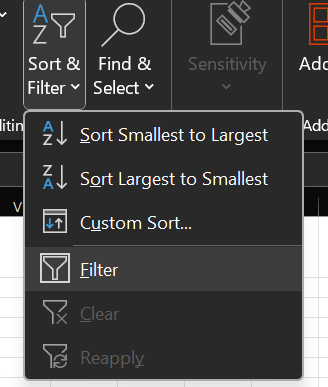 Sort & Find & Sensitivity Add
Filter Select
Sort Smallest to Largest
Sort Largest to Smallest
Custom Sort...
Filter
Clear
Reapply